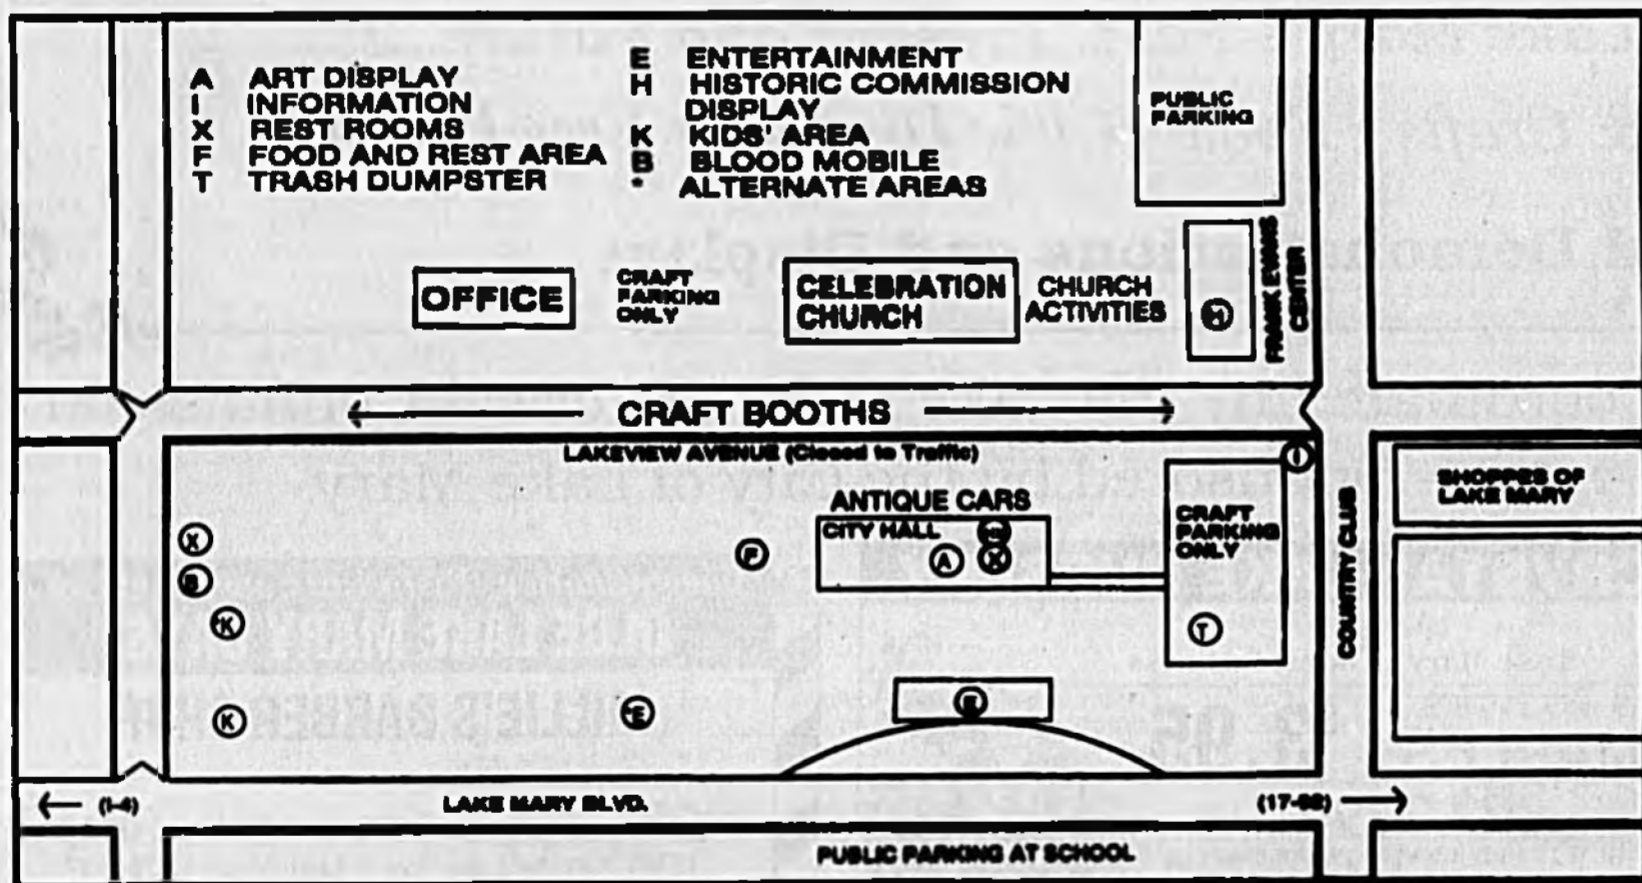 A ART DISPLAY
I INFORMATION
X REST ROOMS
F FOOD AND REST AREA
T TRASH DUMPSTER
E ENTERTAINMENT
H HISTORIC COMMISSION
DISPLAY
K KIDS' AREA
B BLOOD MOBILE
* ALTERNATE AREAS
PUBLIC
PARKING
OFFICE
CRAFT
PARKING
ONLY
CELEBRATION
CHURCH
CHURCH
ACTIVITIES
H
FRANK EVANS
CENTER
← CRAFT BOOTHS →
LAKEVIEW AVENUE (Closed to Traffic)
I
SHOPPES OF
LAKE MARY
ANTIQUE CARS
CITY HALL
A
X
F
CRAFT
PARKING
ONLY
T
COUNTRY CLUB
X
B
*K
K
*E
E
← (I-4)
LAKE MARY BLVD.
(17-92) →
PUBLIC PARKING AT SCHOOL